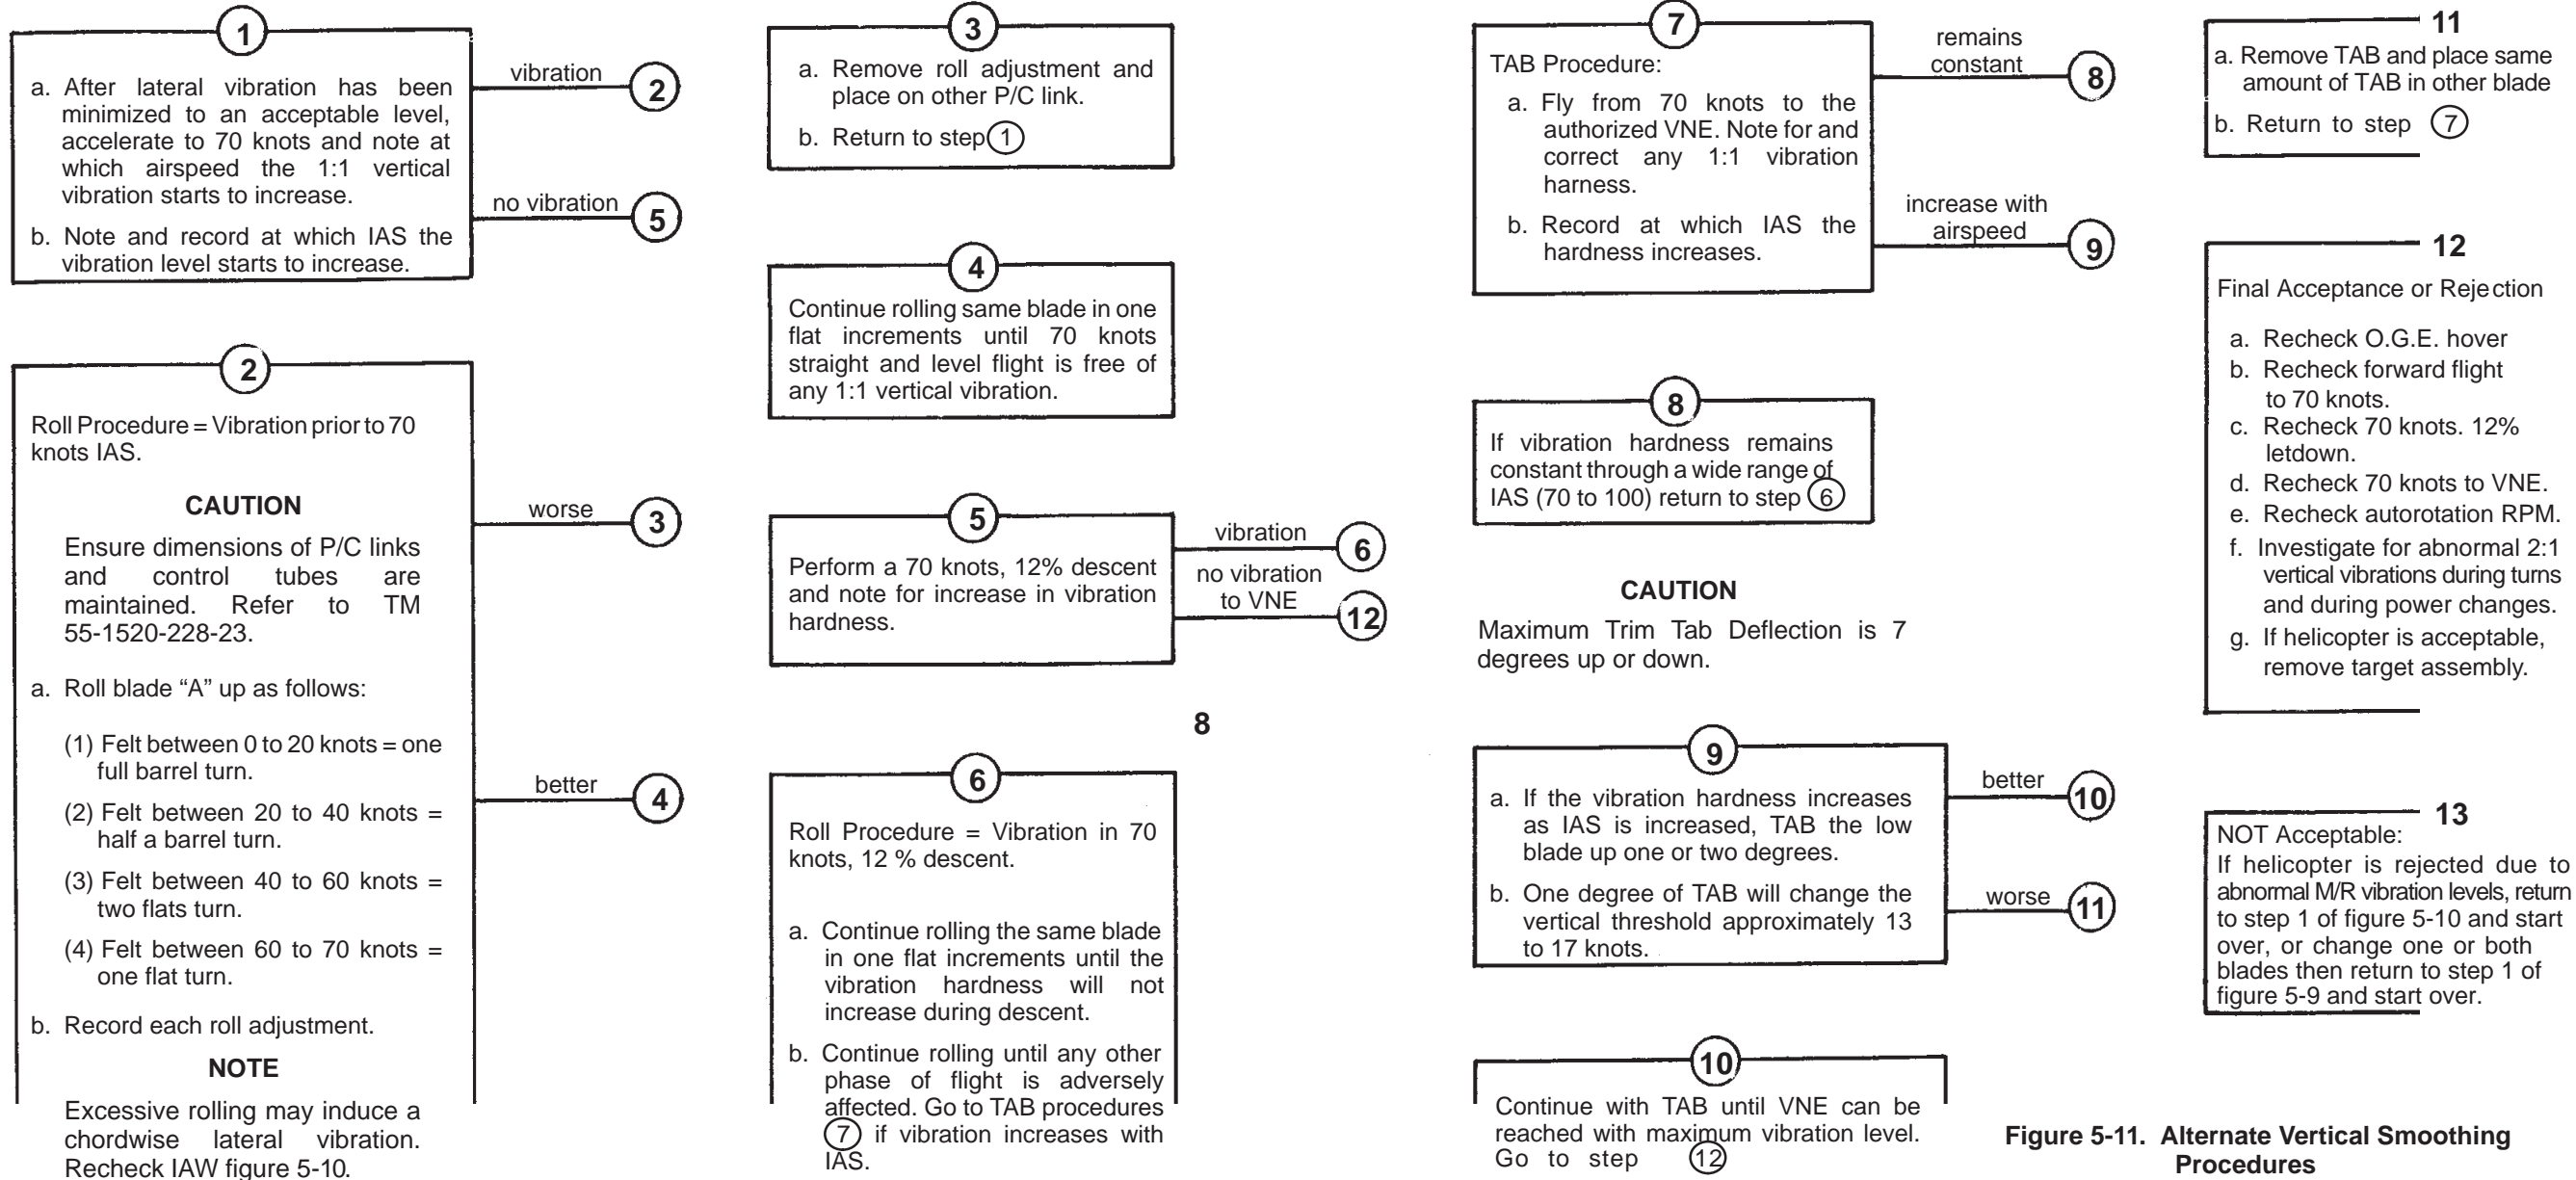 1
a. After lateral vibration has been
minimized to an acceptable level,
accelerate to 70 knots and note at
which airspeed the 1:1 vertical
vibration starts to increase.
b. Note and record at which IAS the
vibration level starts to increase.
vibration
2
no vibration
5
2
Roll Procedure = Vibration prior to 70
knots IAS.
CAUTION
Ensure dimensions of P/C links
and control tubes are
maintained. Refer to TM
55-1520-228-23.
a. Roll blade “A” up as follows:
(1) Felt between 0 to 20 knots = one
full barrel turn.
(2) Felt between 20 to 40 knots =
half a barrel turn.
(3) Felt between 40 to 60 knots =
two flats turn.
(4) Felt between 60 to 70 knots =
one flat turn.
b. Record each roll adjustment.
NOTE
Excessive rolling may induce a
chordwise lateral vibration.
Recheck IAW figure 5-10.
worse
3
better
4
3
a. Remove roll adjustment and
place on other P/C link.
b. Return to step 1
4
Continue rolling same blade in one
flat increments until 70 knots
straight and level flight is free of
any 1:1 vertical vibration.
5
Perform a 70 knots, 12% descent
and note for increase in vibration
hardness.
vibration
6
no vibration
to VNE
12
8
6
Roll Procedure = Vibration in 70
knots, 12 % descent.
a. Continue rolling the same blade
in one flat increments until the
vibration hardness will not
increase during descent.
b. Continue rolling until any other
phase of flight is adversely
affected. Go to TAB procedures
7 if vibration increases with
IAS.
7
TAB Procedure:
a. Fly from 70 knots to the
authorized VNE. Note for and
correct any 1:1 vibration
harness.
b. Record at which IAS the
hardness increases.
remains
constant
8
increase with
airspeed
9
8
If vibration hardness remains
constant through a wide range of
IAS (70 to 100) return to step 6
CAUTION
Maximum Trim Tab Deflection is 7
degrees up or down.
9
a. If the vibration hardness increases
as IAS is increased, TAB the low
blade up one or two degrees.
b. One degree of TAB will change the
vertical threshold approximately 13
to 17 knots.
better
10
worse
11
10
Continue with TAB until VNE can be
reached with maximum vibration level.
Go to step 12
11
a. Remove TAB and place same
amount of TAB in other blade
b. Return to step 7
12
Final Acceptance or Rejection
a. Recheck O.G.E. hover
b. Recheck forward flight
to 70 knots.
c. Recheck 70 knots. 12%
letdown.
d. Recheck 70 knots to VNE.
e. Recheck autorotation RPM.
f. Investigate for abnormal 2:1
vertical vibrations during turns
and during power changes.
g. If helicopter is acceptable,
remove target assembly.
13
NOT Acceptable:
If helicopter is rejected due to
abnormal M/R vibration levels, return
to step 1 of figure 5-10 and start
over, or change one or both
blades then return to step 1 of
figure 5-9 and start over.
Figure 5-11. Alternate Vertical Smoothing
Procedures